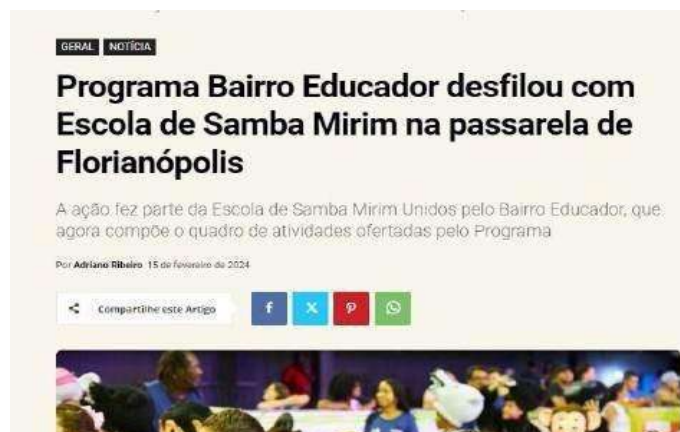 GERAL NOTÍCIA
Programa Bairro Educador desfilou com
Escola de Samba Mirim na passarela de
Florianópolis
A ação fez parte da Escola de Samba Mirim Unidos pelo Bairro Educador, que
agora compõe o quadro de atividades ofertadas pelo Programa
Por Adriano Ribeiro 15 de fevereiro de 2024
Compartilhe este Artigo